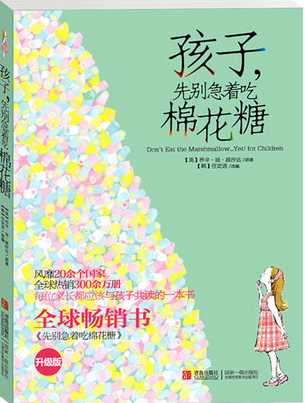 孩子,
先别急着吃
棉花糖
Don't Eat the Marshmallow...Yet! for Children
风靡20余个国家
全球热销300余万册
每位家长都应该与孩子共读的一本书
全球畅销书
《先别急着吃棉花糖》
升级版
孩子,先别急着吃棉花糖